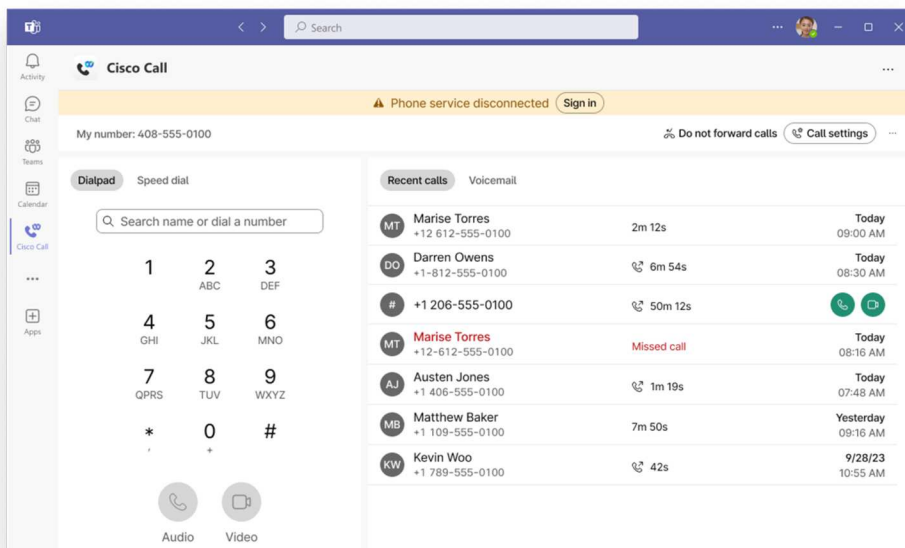 Search
Activity
Chat
Teams
Calendar
Cisco Call
Apps
Cisco Call
Phone service disconnected Sign in
My number: 408-555-0100
Do not forward calls Call settings
Dialpad Speed dial
Search name or dial a number
1 2 3
ABC DEF
4 5 6
GHI JKL MNO
7 8 9
QPRS TUV WXYZ
* 0 #
, +
Audio Video
Recent calls Voicemail
MT Marise Torres 2m 12s Today
+12 612-555-0100 09:00 AM
DO Darren Owens 6m 54s Today
+1-812-555-0100 08:30 AM
# +1 206-555-0100 50m 12s
MT Marise Torres Missed call Today
+12-612-555-0100 08:16 AM
AJ Austen Jones 1m 19s Today
+1 406-555-0100 07:48 AM
MB Matthew Baker 7m 50s Yesterday
+1 109-555-0100 09:16 AM
KW Kevin Woo 42s 9/28/23
+1 789-555-0100 10:55 AM